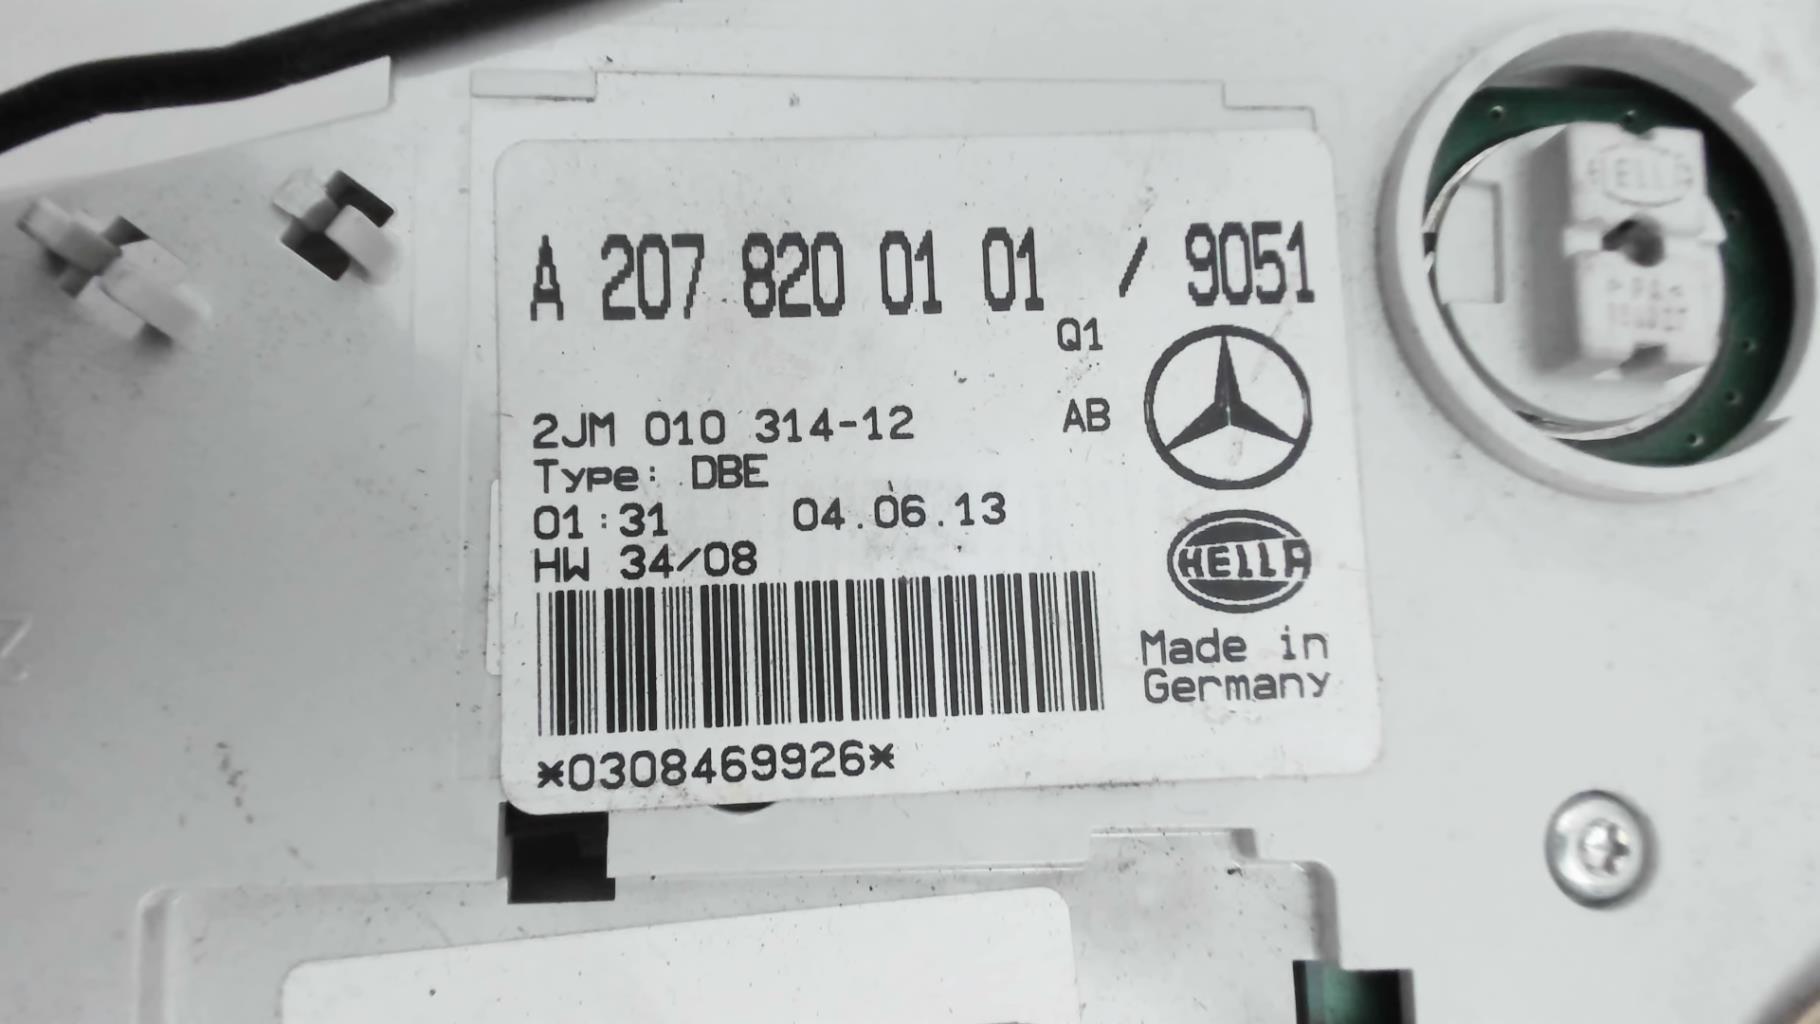 A 207 820 01 01 / 9051
Q1
2JM 010 314-12 AB
Type: DBE
01:31 04.06.13
HW 34/08
HELLA
Made in
Germany
*0308469926*
HELLA